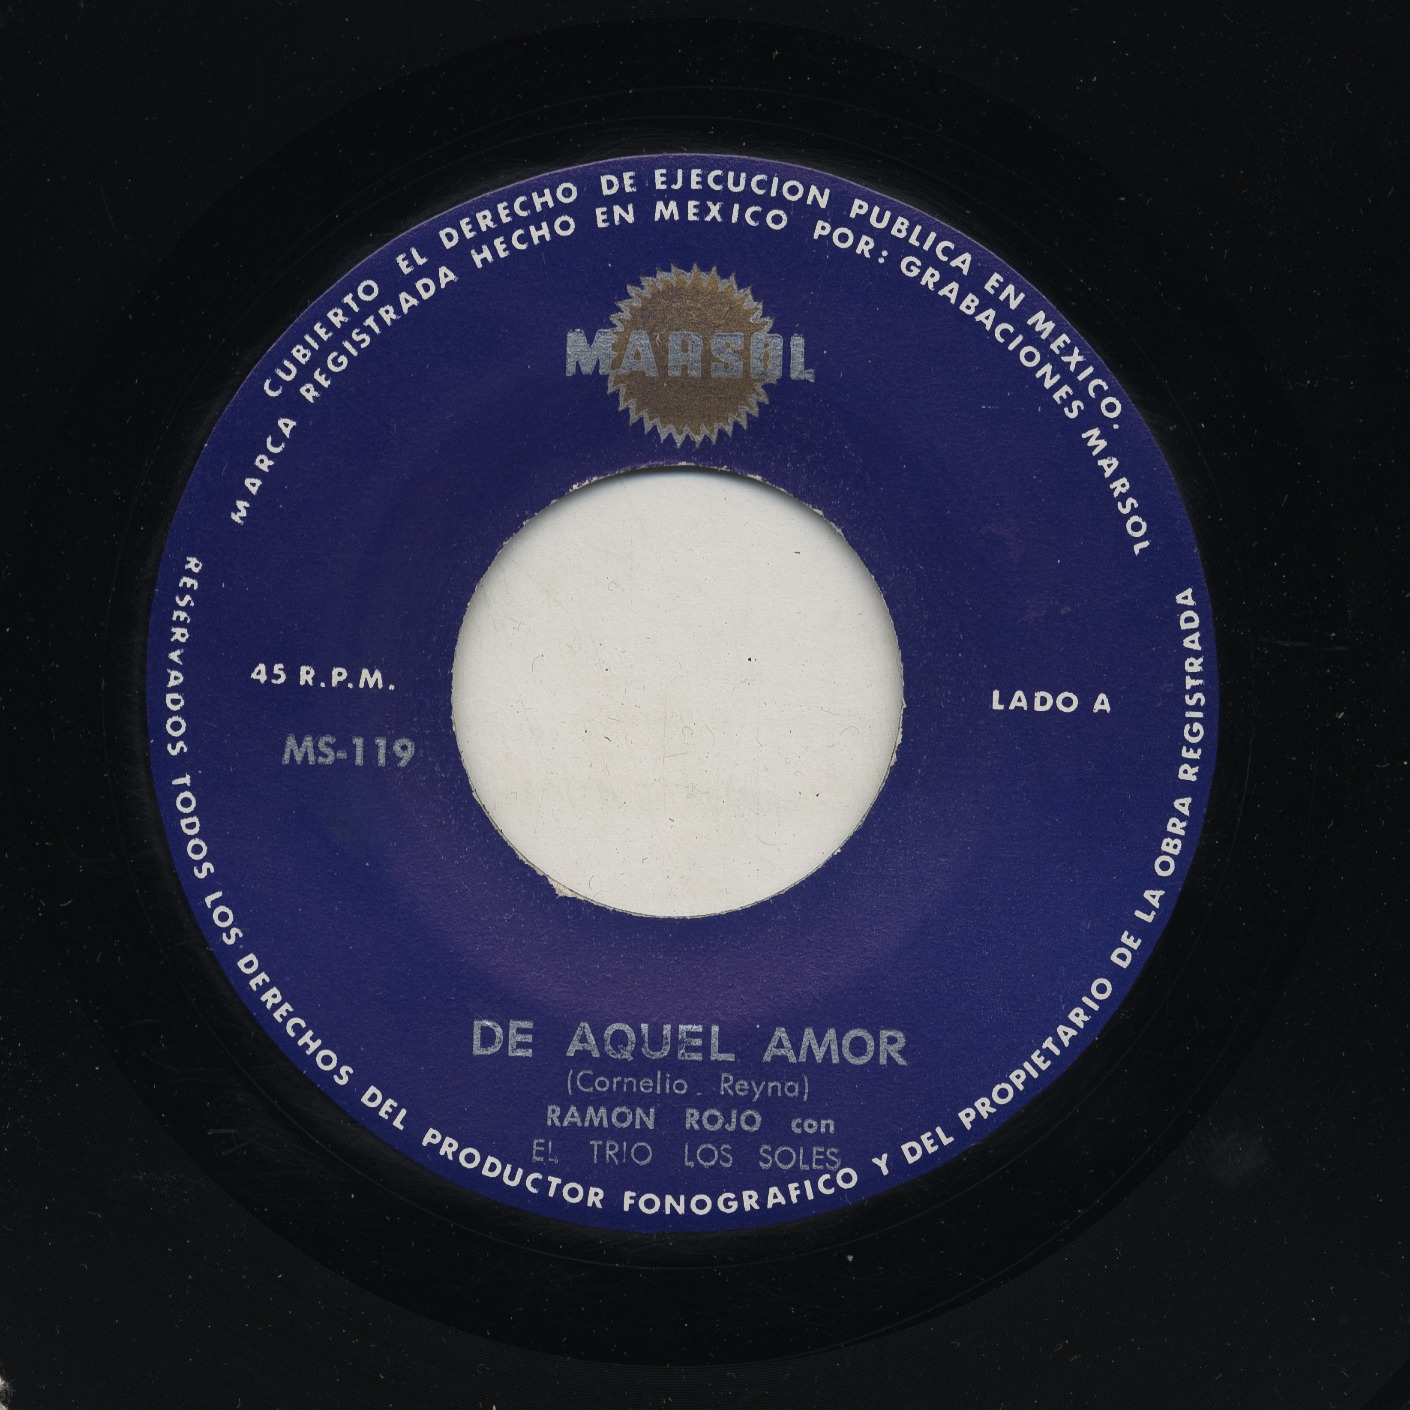 CUBIERTO EL DERECHO DE EJECUCION PUBLICA EN MEXICO.
MARCA REGISTRADA HECHO EN MEXICO POR: GRABACIONES MARSOL
MARSOL
45 R.P.M.
LADO A
MS-119
DE AQUEL AMOR
(Cornelio Reyna)
RAMON ROJO con
EL TRIO LOS SOLES
RESERVADOS TODOS LOS DERECHOS DEL PRODUCTOR FONOGRAFICO Y DEL PROPIETARIO DE LA OBRA REGISTRADA